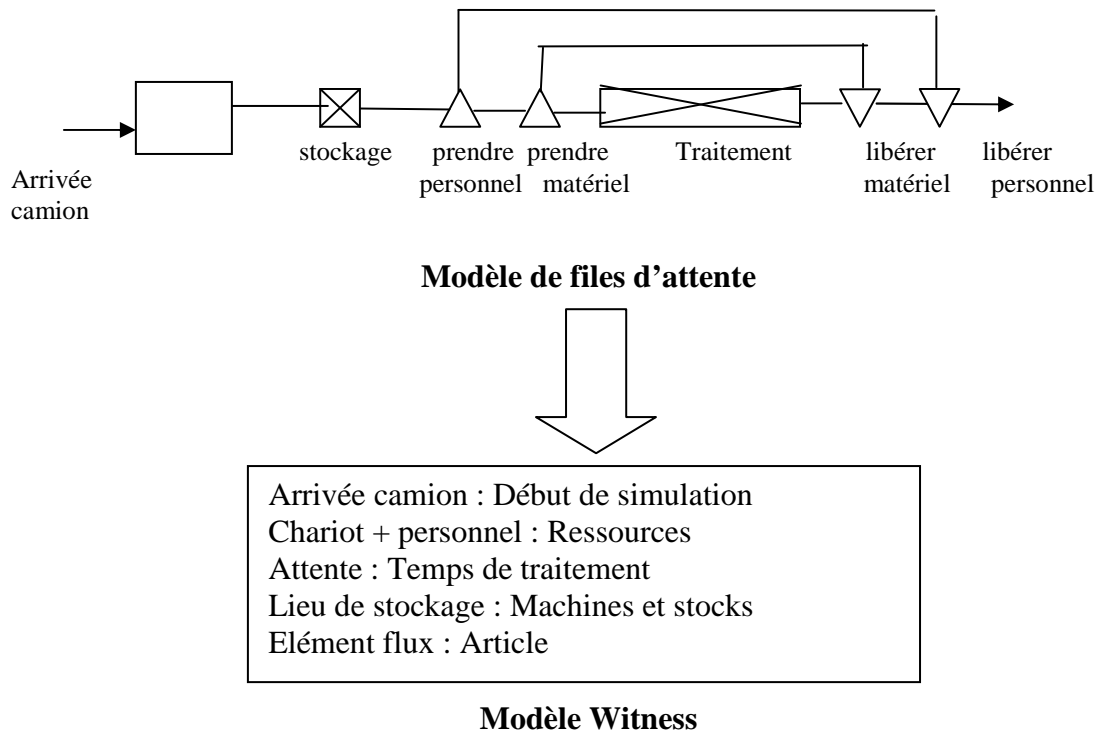 Arrivée
camion
stockage
prendre
personnel
prendre
matériel
Traitement
libérer
matériel
libérer
personnel
Modèle de files d’attente
Arrivée camion : Début de simulation
Chariot + personnel : Ressources
Attente : Temps de traitement
Lieu de stockage : Machines et stocks
Elément flux : Article
Modèle Witness